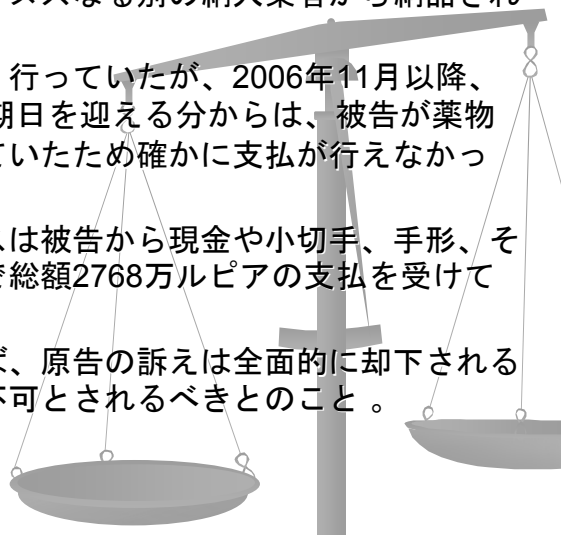 なる別の納入業者から納品され
行っていたが、2006年11月以降、
期日を迎える分からは、被告が薬物
ていたため確かに支払が行えなかっ
は被告から現金や小切手、手形、そ
総額2768万ルピアの支払を受けて
ば、原告の訴えは全面的に却下される
不可とされるべきとのこと 。